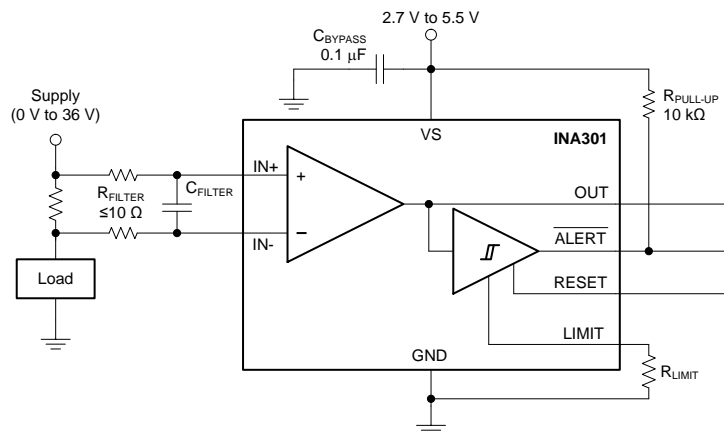 2.7 V to 5.5 V
CBYPASS
0.1 μF
Supply
(0 V to 36 V)
RPULL-UP
10 kΩ
VS
INA301
IN+
RFILTER
≤10 Ω
CFILTER
+
OUT
–
IN-
ALERT
Load
RESET
LIMIT
GND
RLIMIT